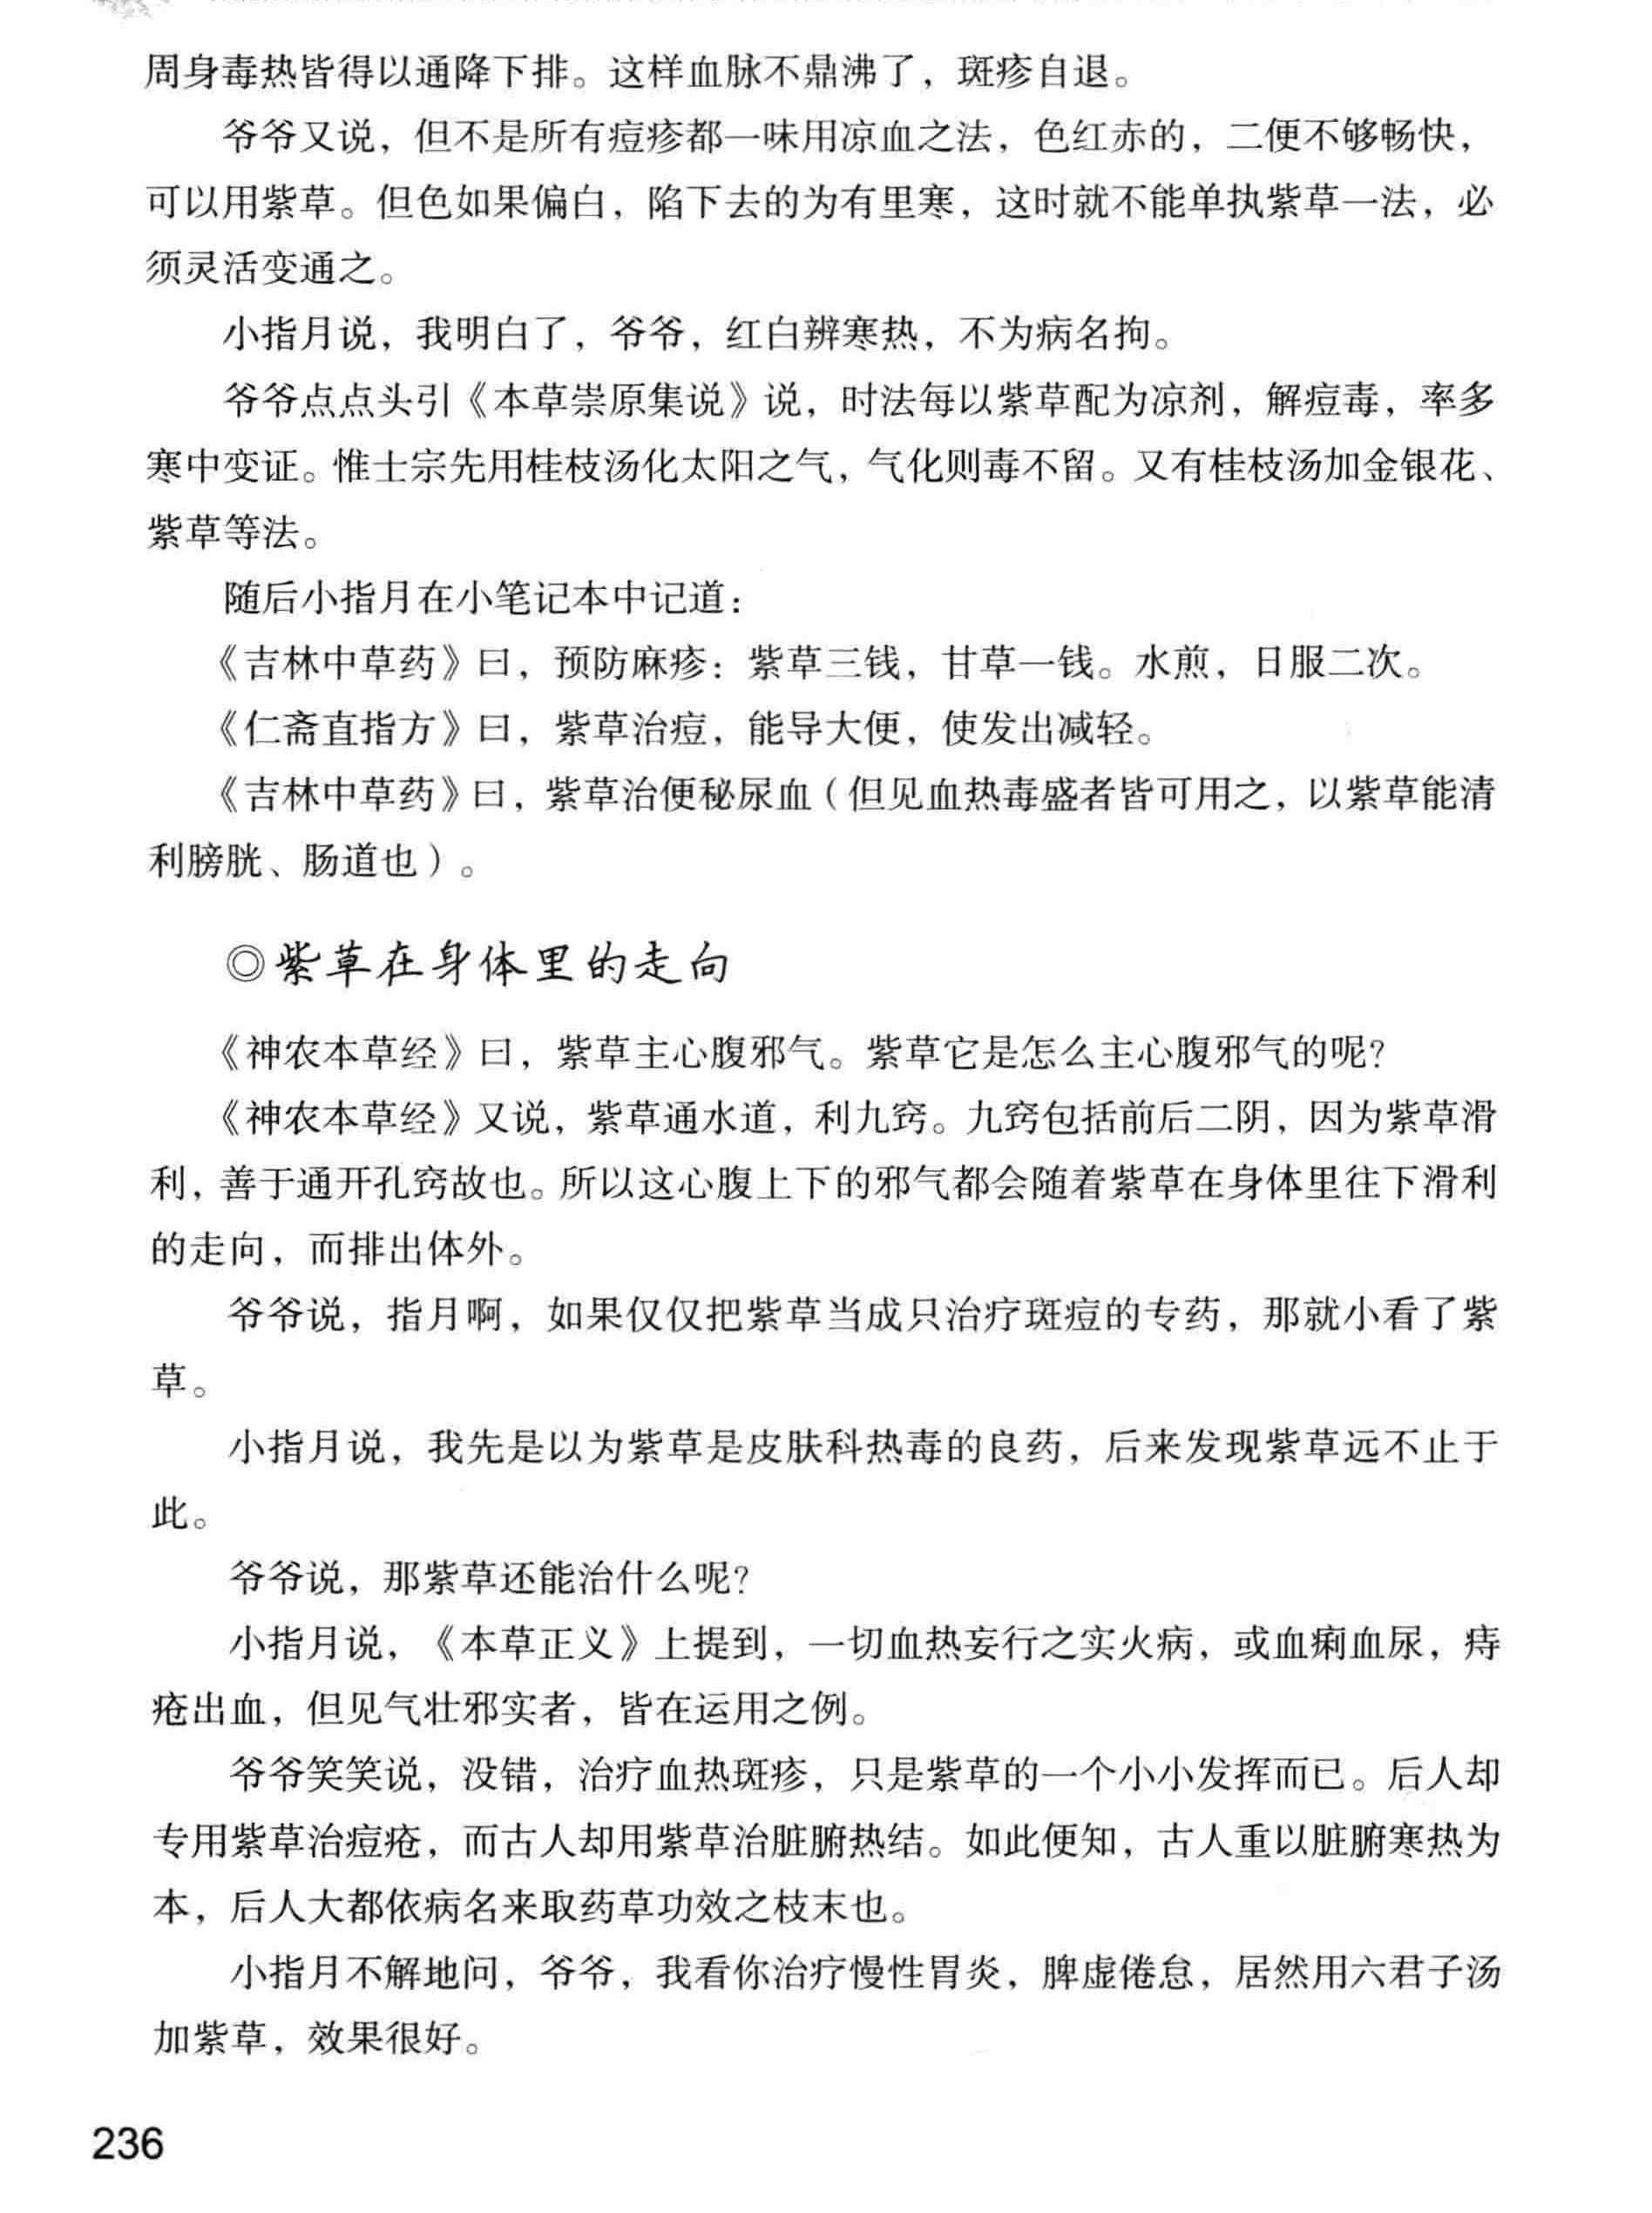 周身毒热皆得以通降下排。这样血脉不鼎沸了，斑疹自退。
爷爷又说，但不是所有痘疹都一味用凉血之法，色红赤的，二便不够畅快，
可以用紫草。但色如果偏白，陷下去的为有里寒，这时就不能单执紫草一法，必
须灵活变通之。
小指月说，我明白了，爷爷，红白辨寒热，不为病名拘。
爷爷点点头引《本草崇原集说》说，时法每以紫草配为凉剂，解痘毒，率多
寒中变证。惟士宗先用桂枝汤化太阳之气，气化则毒不留。又有桂枝汤加金银花、
紫草等法。
随后小指月在小笔记本中记道：
《吉林中草药》曰，预防麻疹：紫草三钱，甘草一钱。水煎，日服二次。
《仁斋直指方》曰，紫草治痘，能导大便，使发出减轻。
《吉林中草药》曰，紫草治便秘尿血（但见血热毒盛者皆可用之，以紫草能清
利膀胱、肠道也）。
◎紫草在身体里的走向
《神农本草经》曰，紫草主心腹邪气。紫草它是怎么主心腹邪气的呢？
《神农本草经》又说，紫草通水道，利九窍。九窍包括前后二阴，因为紫草滑
利，善于通开孔窍故也。所以这心腹上下的邪气都会随着紫草在身体里往下滑利
的走向，而排出体外。
爷爷说，指月啊，如果仅仅把紫草当成只治疗斑痘的专药，那就小看了紫
草。
小指月说，我先是以为紫草是皮肤科热毒的良药，后来发现紫草远不止于
此。
爷爷说，那紫草还能治什么呢？
小指月说，《本草正义》上提到，一切血热妄行之实火病，或血痢血尿，痔
疮出血，但见气壮邪实者，皆在运用之例。
爷爷笑笑说，没错，治疗血热斑疹，只是紫草的一个小小发挥而已。后人却
专用紫草治痘疮，而古人却用紫草治脏腑热结。如此便知，古人重以脏腑寒热为
本，后人大都依病名来取药草功效之枝末也。
小指月不解地问，爷爷，我看你治疗慢性胃炎，脾虚倦怠，居然用六君子汤
加紫草，效果很好。
236